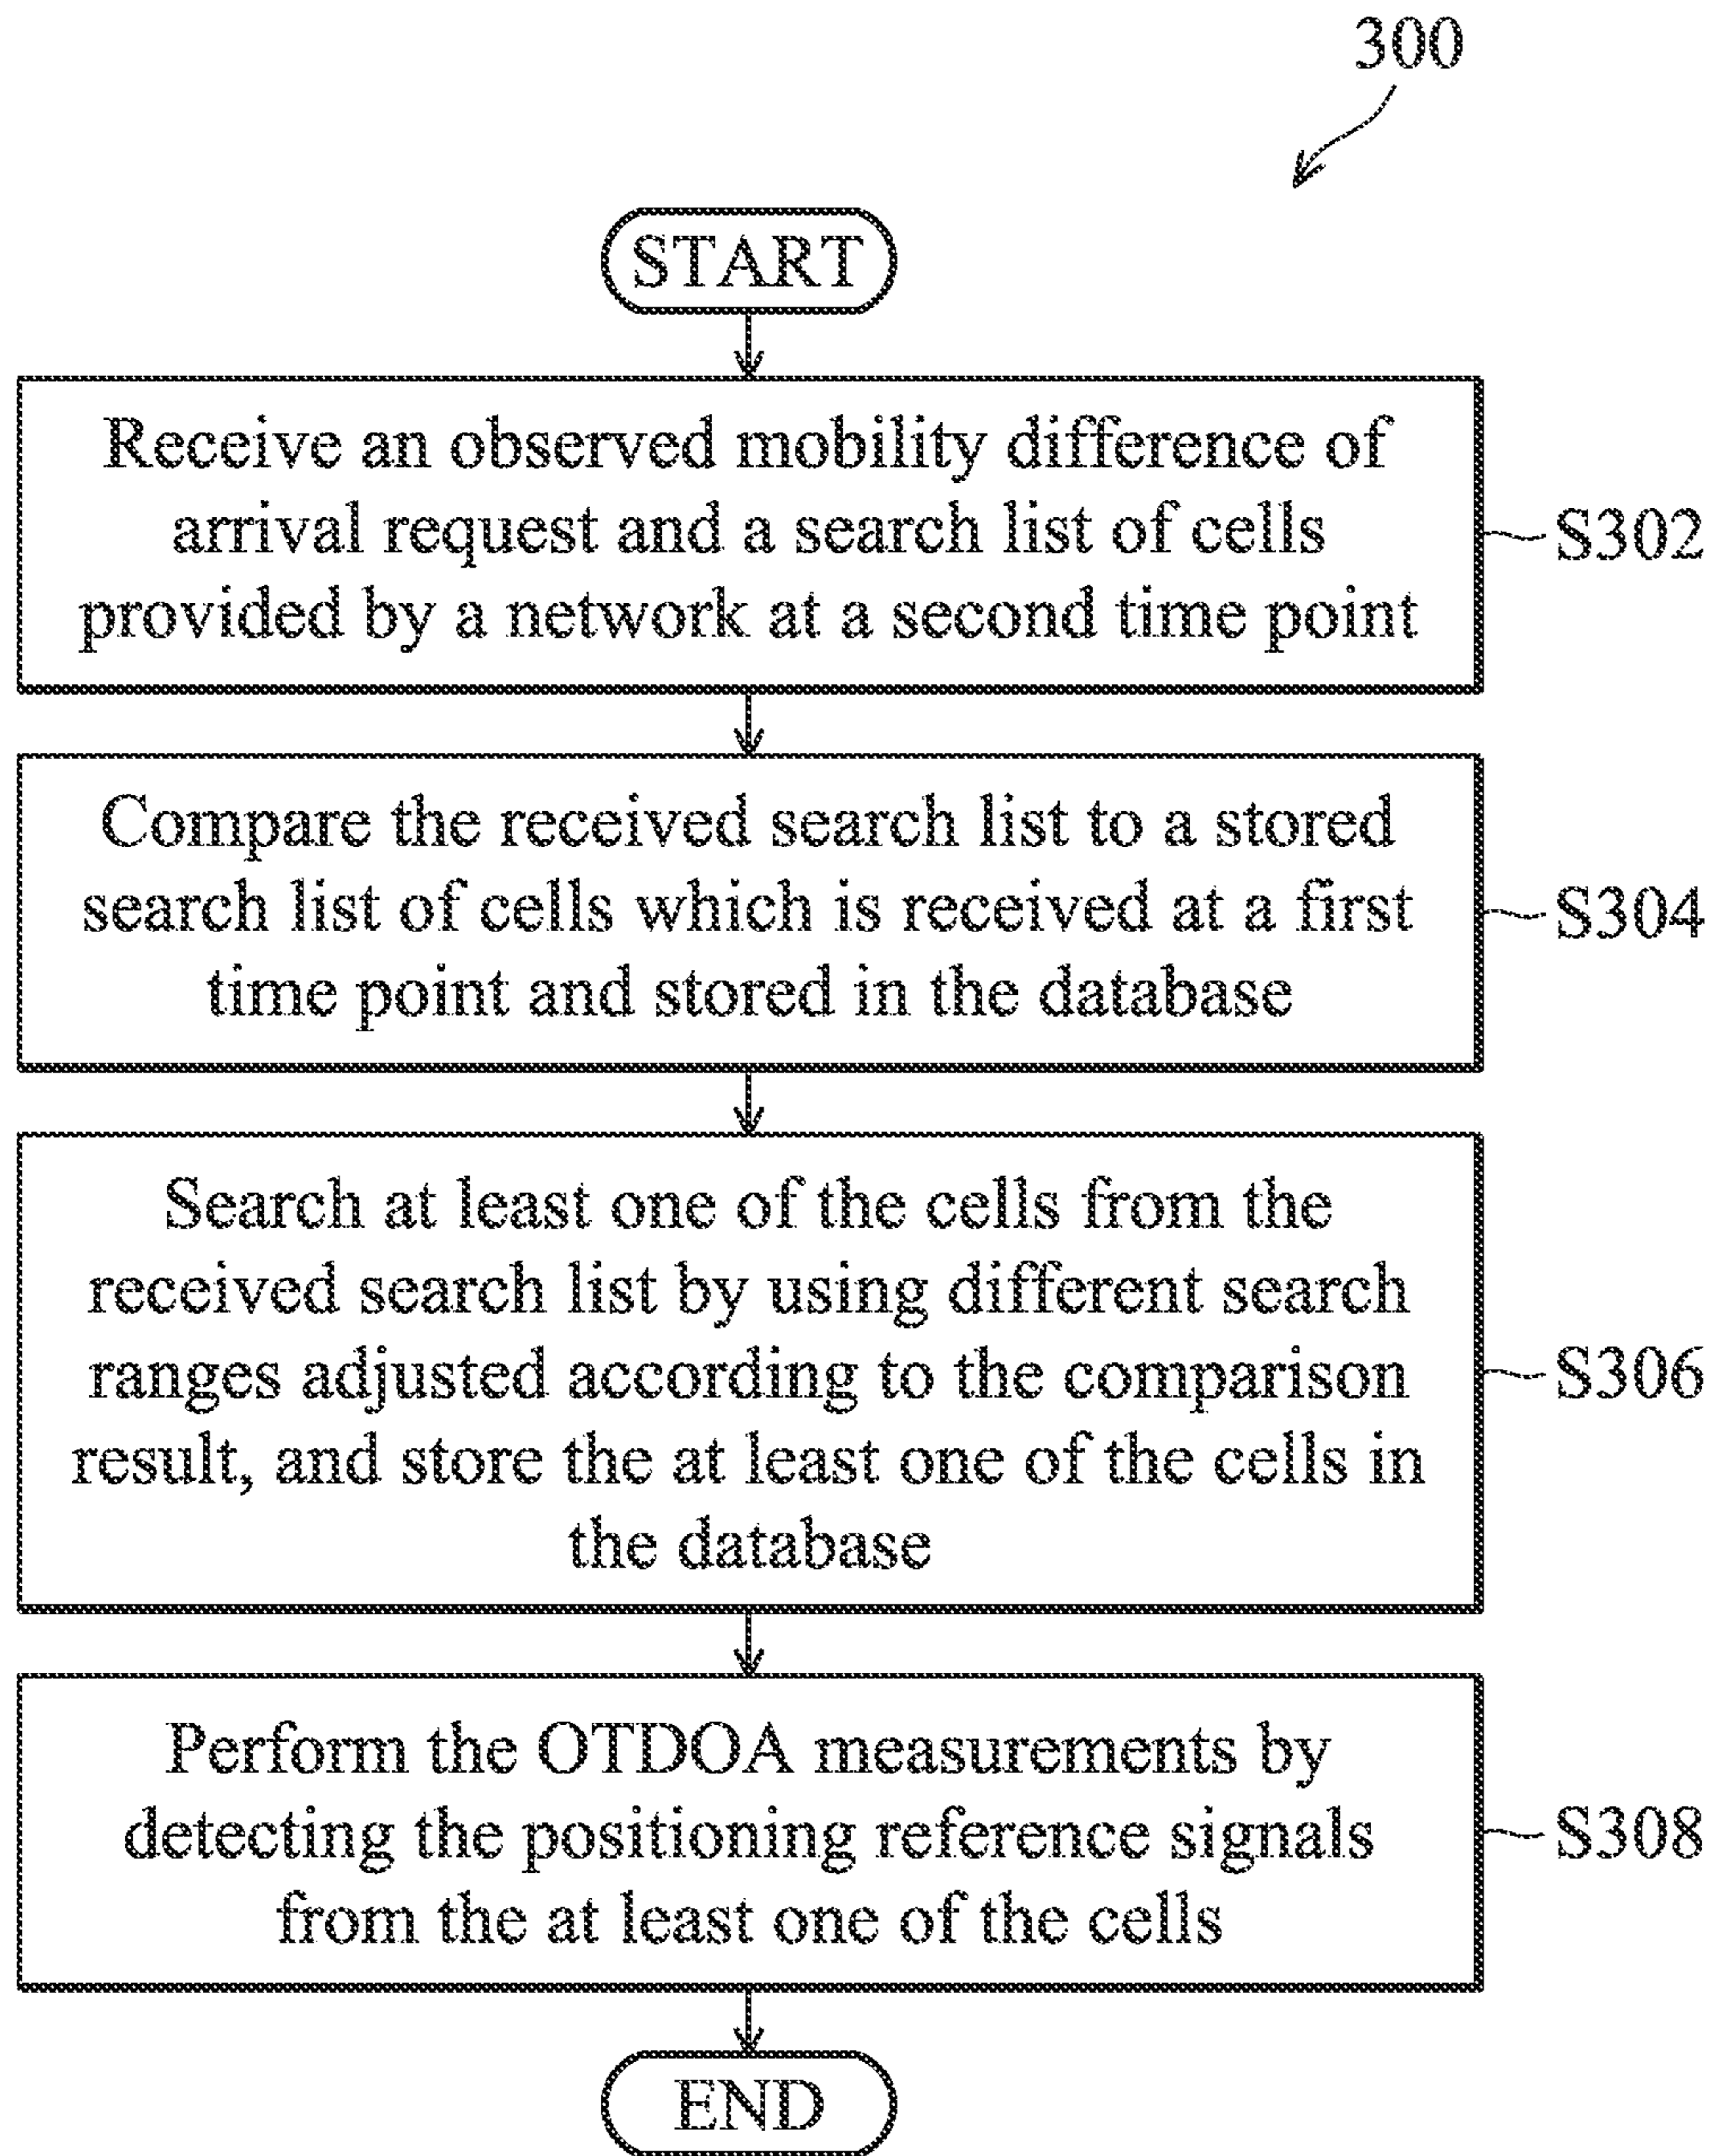 300
START
Receive an observed mobility difference of
arrival request and a search list of cells
provided by a network at a second time point
S302
Compare the received search list to a stored
search list of cells which is received at a first
time point and stored in the database
S304
Search at least one of the cells from the
received search list by using different search
ranges adjusted according to the comparison
result, and store the at least one of the cells in
the database
S306
Perform the OTDOA measurements by
detecting the positioning reference signals
from the at least one of the cells
S308
END